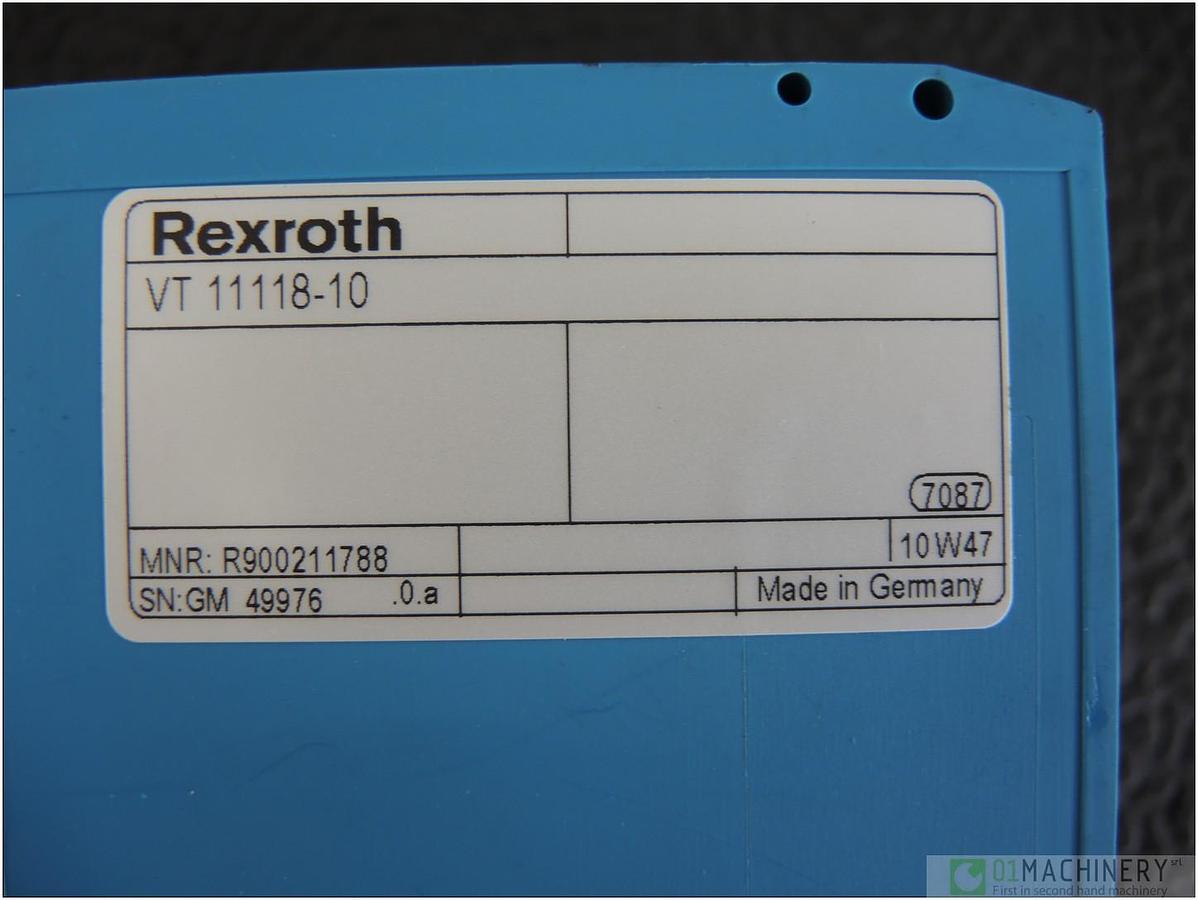 Rexroth
VT 11118-10
7087
MNR: R900211788
10W47
SN:GM 49976 .0.a
Made in Germany
01MACHINERY srl
First in second hand machinery